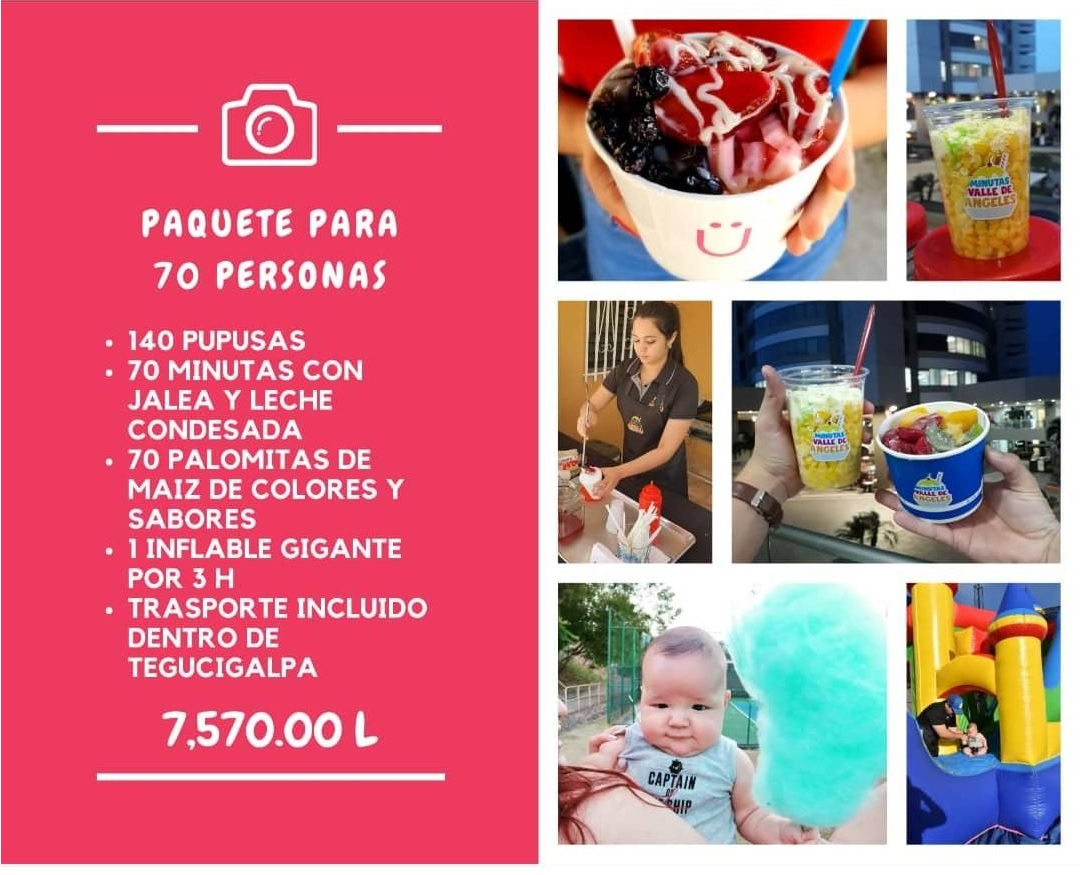 PAQUETE PARA
70 PERSONAS
140 PUPUSAS
70 MINUTAS CON
JALEA Y LECHE
CONDESADA
70 PALOMITAS DE
MAIZ DE COLORES Y
SABORES
1 INFLABLE GIGANTE
POR 3 H
TRASPORTE INCLUIDO
DENTRO DE
TEGUCIGALPA
7,570.00 L
MINUTAS
VALLE DE
ANGELES
MINUTAS
VALLE DE
ANGELES
MINUTAS
VALLE DE
ANGELES
CAPTAIN